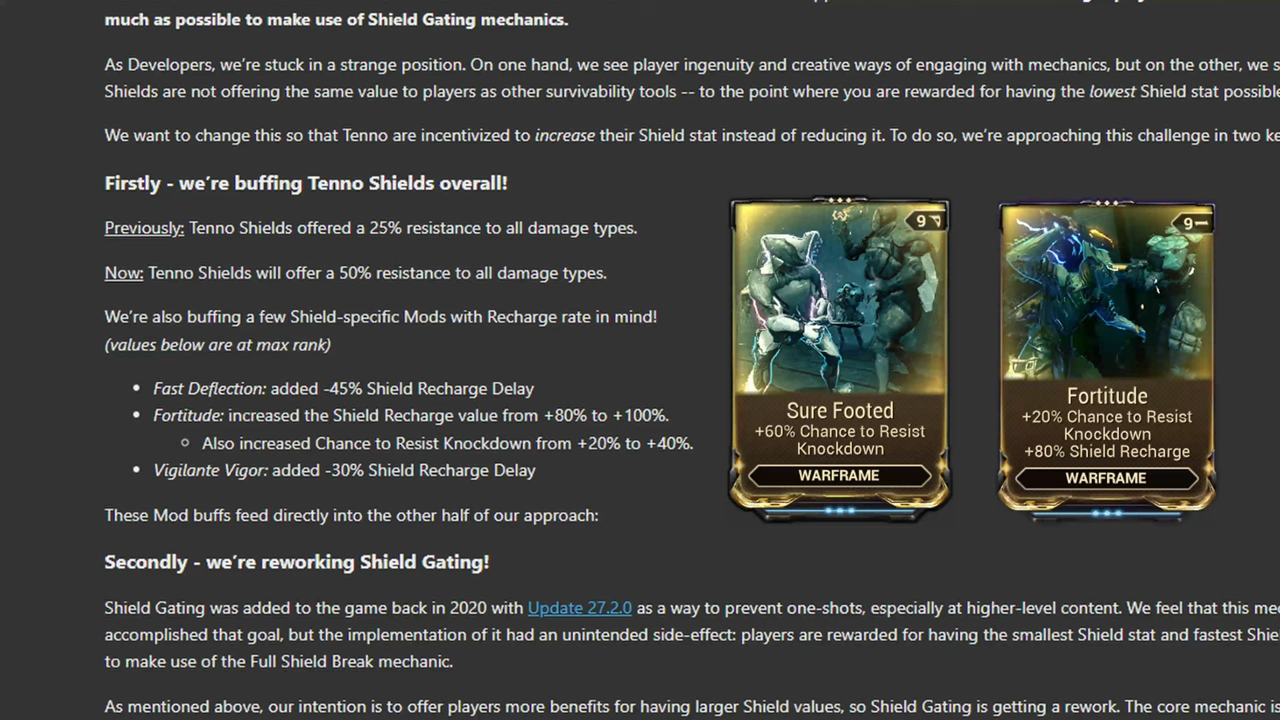 much as possible to make use of Shield Gating mechanics.
As Developers, we're stuck in a strange position. On one hand, we see player ingenuity and creative ways of engaging with mechanics, but on the other, we s
Shields are not offering the same value to players as other survivability tools -- to the point where you are rewarded for having the lowest Shield stat possible
We want to change this so that Tenno are incentivized to increase their Shield stat instead of reducing it. To do so, we're approaching this challenge in two ke
Firstly - we're buffing Tenno Shields overall!
Previously: Tenno Shields offered a 25% resistance to all damage types.
Now: Tenno Shields will offer a 50% resistance to all damage types.
We're also buffing a few Shield-specific Mods with Recharge rate in mind!
(values below are at max rank)
• Fast Deflection: added -45% Shield Recharge Delay
• Fortitude: increased the Shield Recharge value from +80% to +100%.
○ Also increased Chance to Resist Knockdown from +20% to +40%.
• Vigilante Vigor: added -30% Shield Recharge Delay
9
Sure Footed
+60% Chance to Resist
Knockdown
WARFRAME
9
Fortitude
+20% Chance to Resist
Knockdown
+80% Shield Recharge
WARFRAME
These Mod buffs feed directly into the other half of our approach:
Secondly - we're reworking Shield Gating!
Shield Gating was added to the game back in 2020 with Update 27.2.0 as a way to prevent one-shots, especially at higher-level content. We feel that this me
accomplished that goal, but the implementation of it had an unintended side-effect: players are rewarded for having the smallest Shield stat and fastest Shie
to make use of the Full Shield Break mechanic.
As mentioned above, our intention is to offer players more benefits for having larger Shield values, so Shield Gating is getting a rework. The core mechanic is